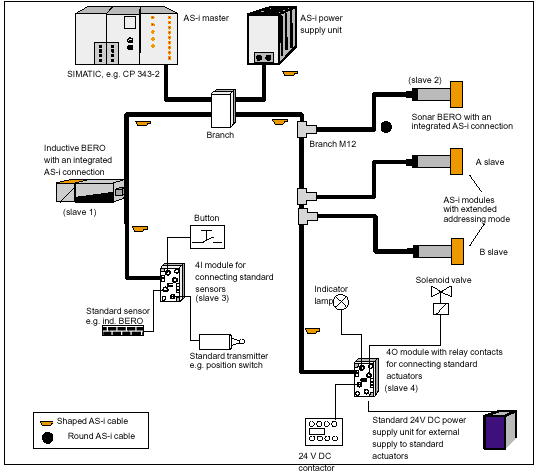 AS-i master
AS-i power
supply unit
SIMATIC, e.g. CP 343-2
(slave 2)
Sonar BERO with an
integrated AS-i connection
Branch
Branch M12
Inductive BERO
with an integrated
AS-i connection
(slave 1)
A slave
AS-i modules
with extended
addressing mode
B slave
Button
4I module for
connecting standard
sensors
(slave 3)
Solenoid valve
Indicator
lamp
Standard sensor
e.g. ind. BERO
Standard transmitter
e.g. position switch
4O module with relay contacts
for connecting standard
actuators
(slave 4)
Shaped AS-i cable
Round AS-i cable
24 V DC
contactor
Standard 24V DC power
supply unit for external
supply to standard
actuators